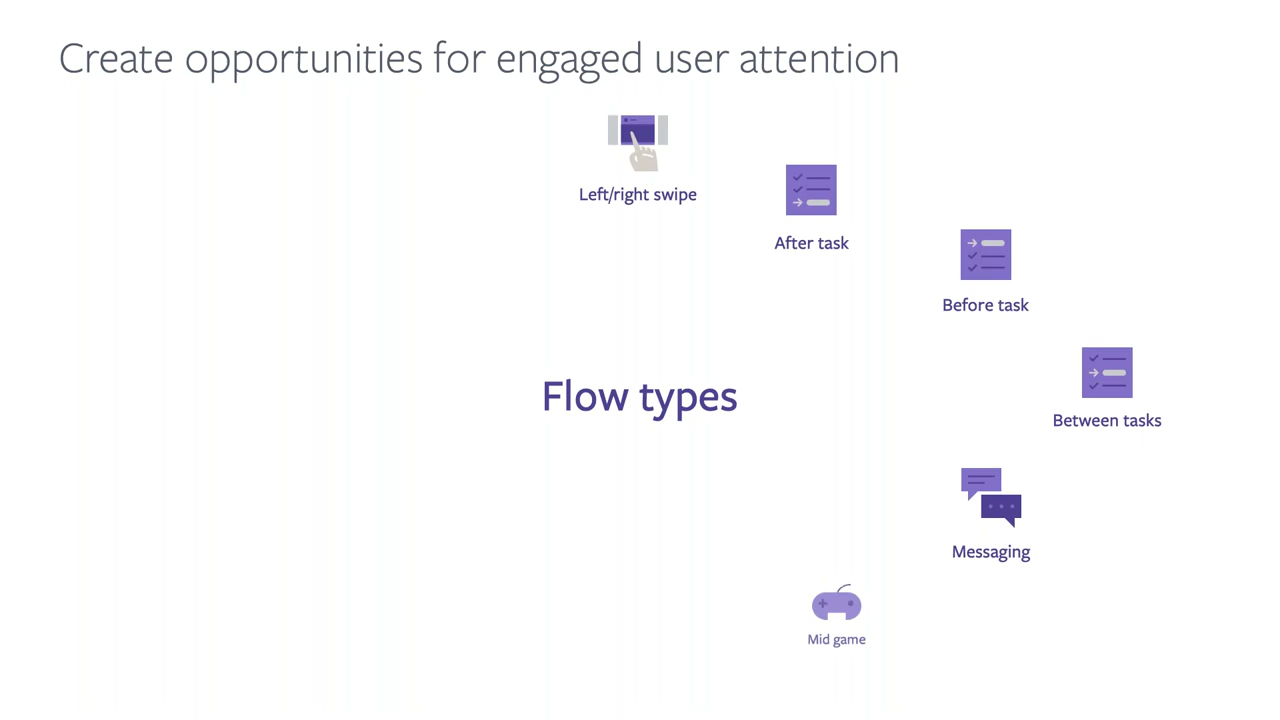 Create opportunities for engaged user attention
Left/right swipe
After task
Before task
Flow types
Between tasks
Messaging
Mid game